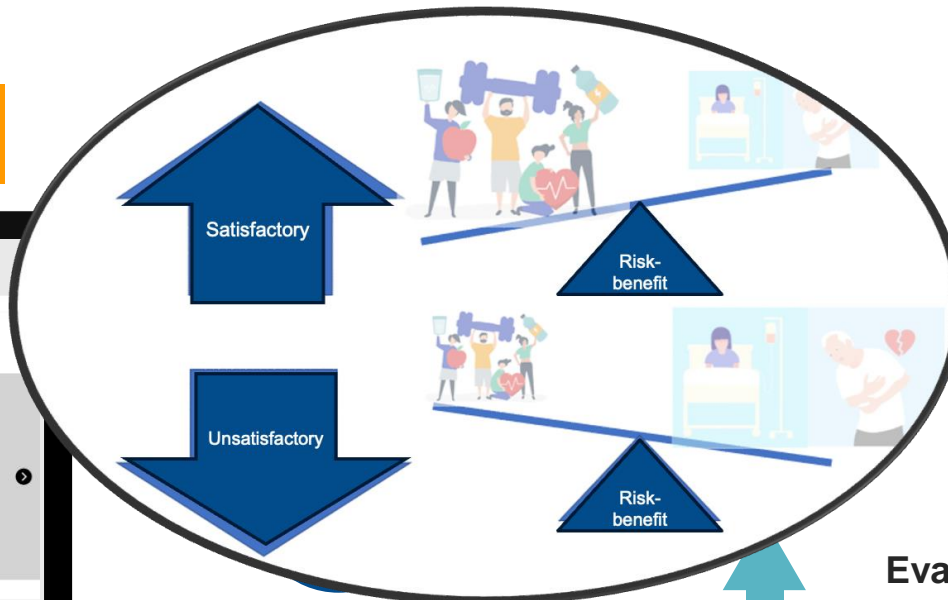 Satisfactory
Risk-
benefit
Unsatisfactory
Risk-
benefit
Eva